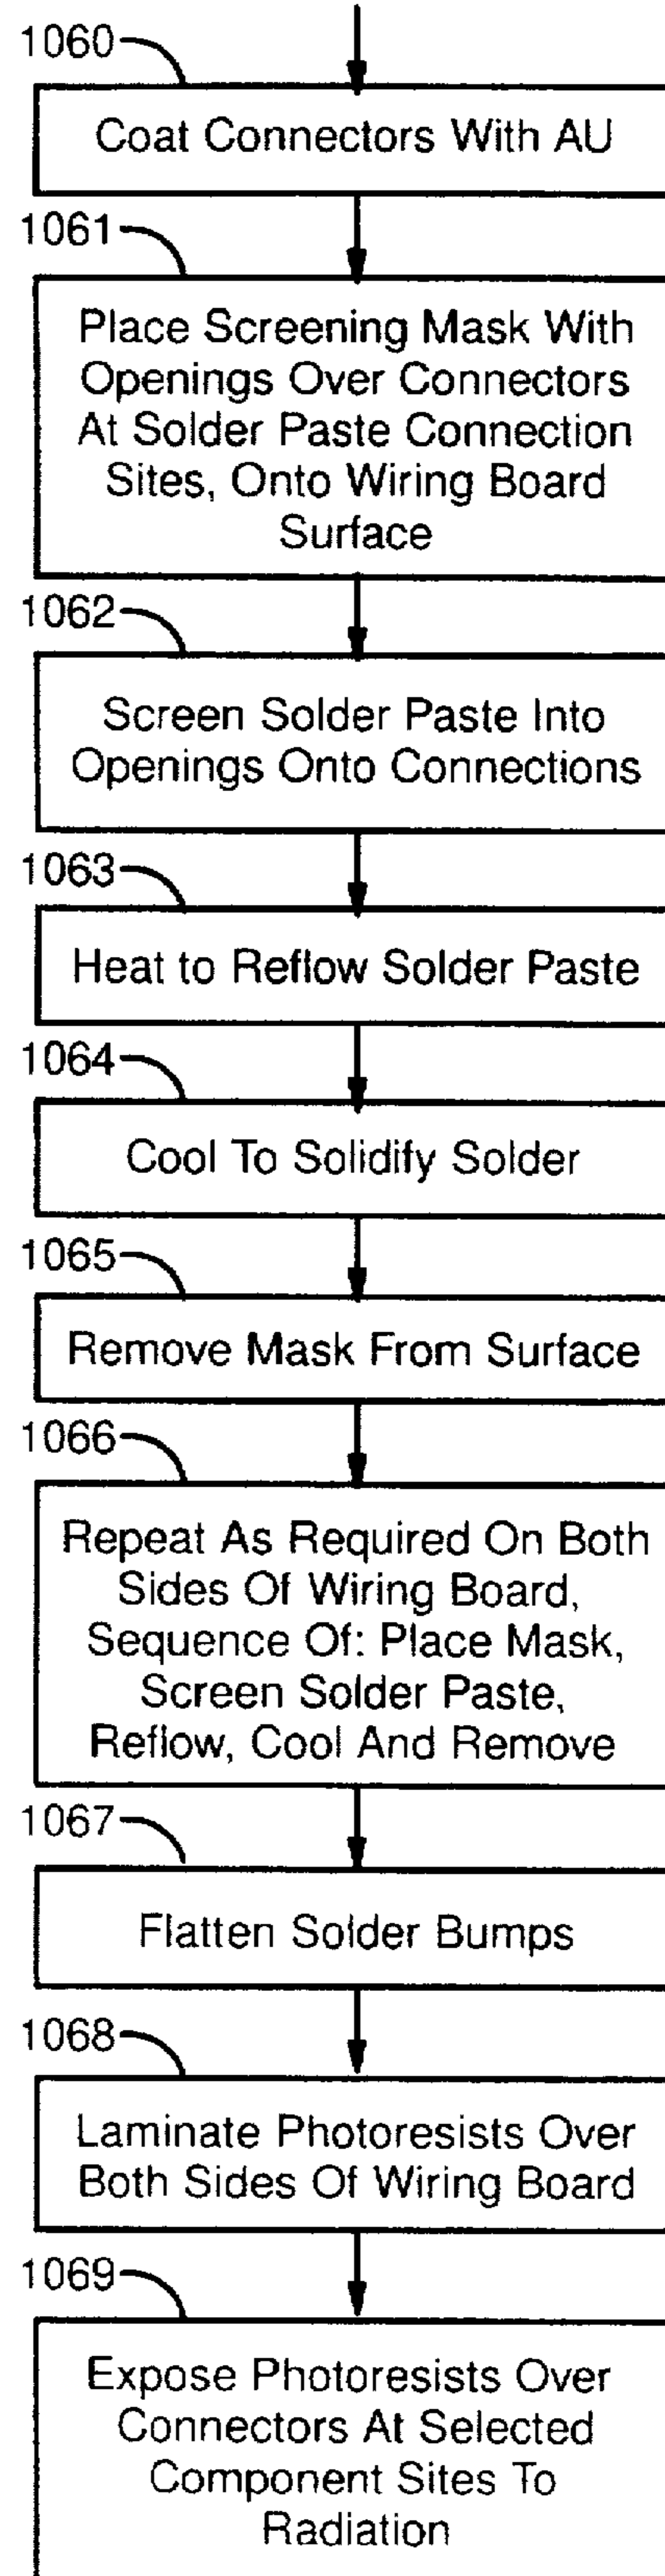 1060
Coat Connectors With AU
1061
Place Screening Mask With
Openings Over Connectors
At Solder Paste Connection
Sites, Onto Wiring Board
Surface
1062
Screen Solder Paste Into
Openings Onto Connections
1063
Heat to Reflow Solder Paste
1064
Cool To Solidify Solder
1065
Remove Mask From Surface
1066
Repeat As Required On Both
Sides Of Wiring Board,
Sequence Of: Place Mask,
Screen Solder Paste,
Reflow, Cool And Remove
1067
Flatten Solder Bumps
1068
Laminate Photoresists Over
Both Sides Of Wiring Board
1069
Expose Photoresists Over
Connectors At Selected
Component Sites To
Radiation